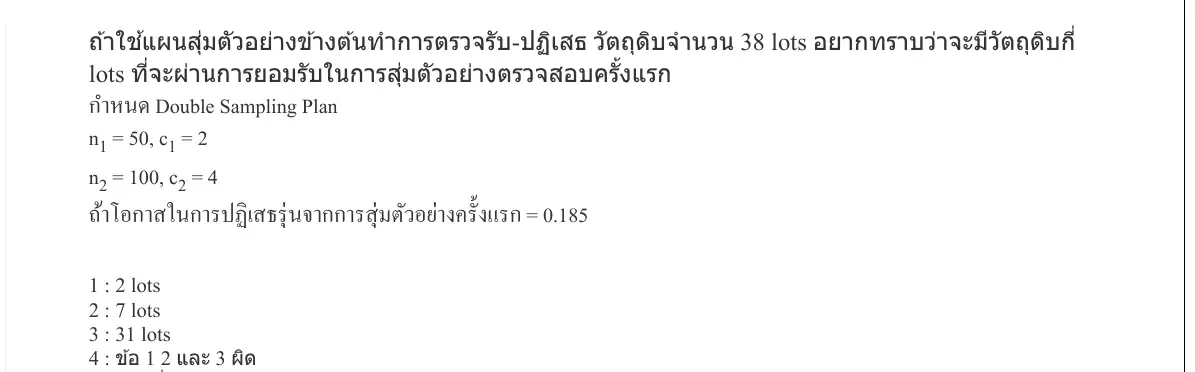 ถ้าใช้แผนสุ่มตัวอย่างข้างต้นทำการตรวจรับ-ปฏิเสธ วัตถุดิบจำนวน 38 lots อยากทราบว่าจะมีวัตถุดิบกี่
lots ที่จะผ่านการยอมรับในการสุ่มตัวอย่างตรวจสอบครั้งแรก
กำหนด Double Sampling Plan
n1 = 50, c1 = 2
n2 = 100, c2 = 4
ถ้าโอกาสในการปฏิเสธรุ่นจากการสุ่มตัวอย่างครั้งแรก = 0.185
1 : 2 lots
2 : 7 lots
3 : 31 lots
4 : ข้อ 1 2 และ 3 ผิด